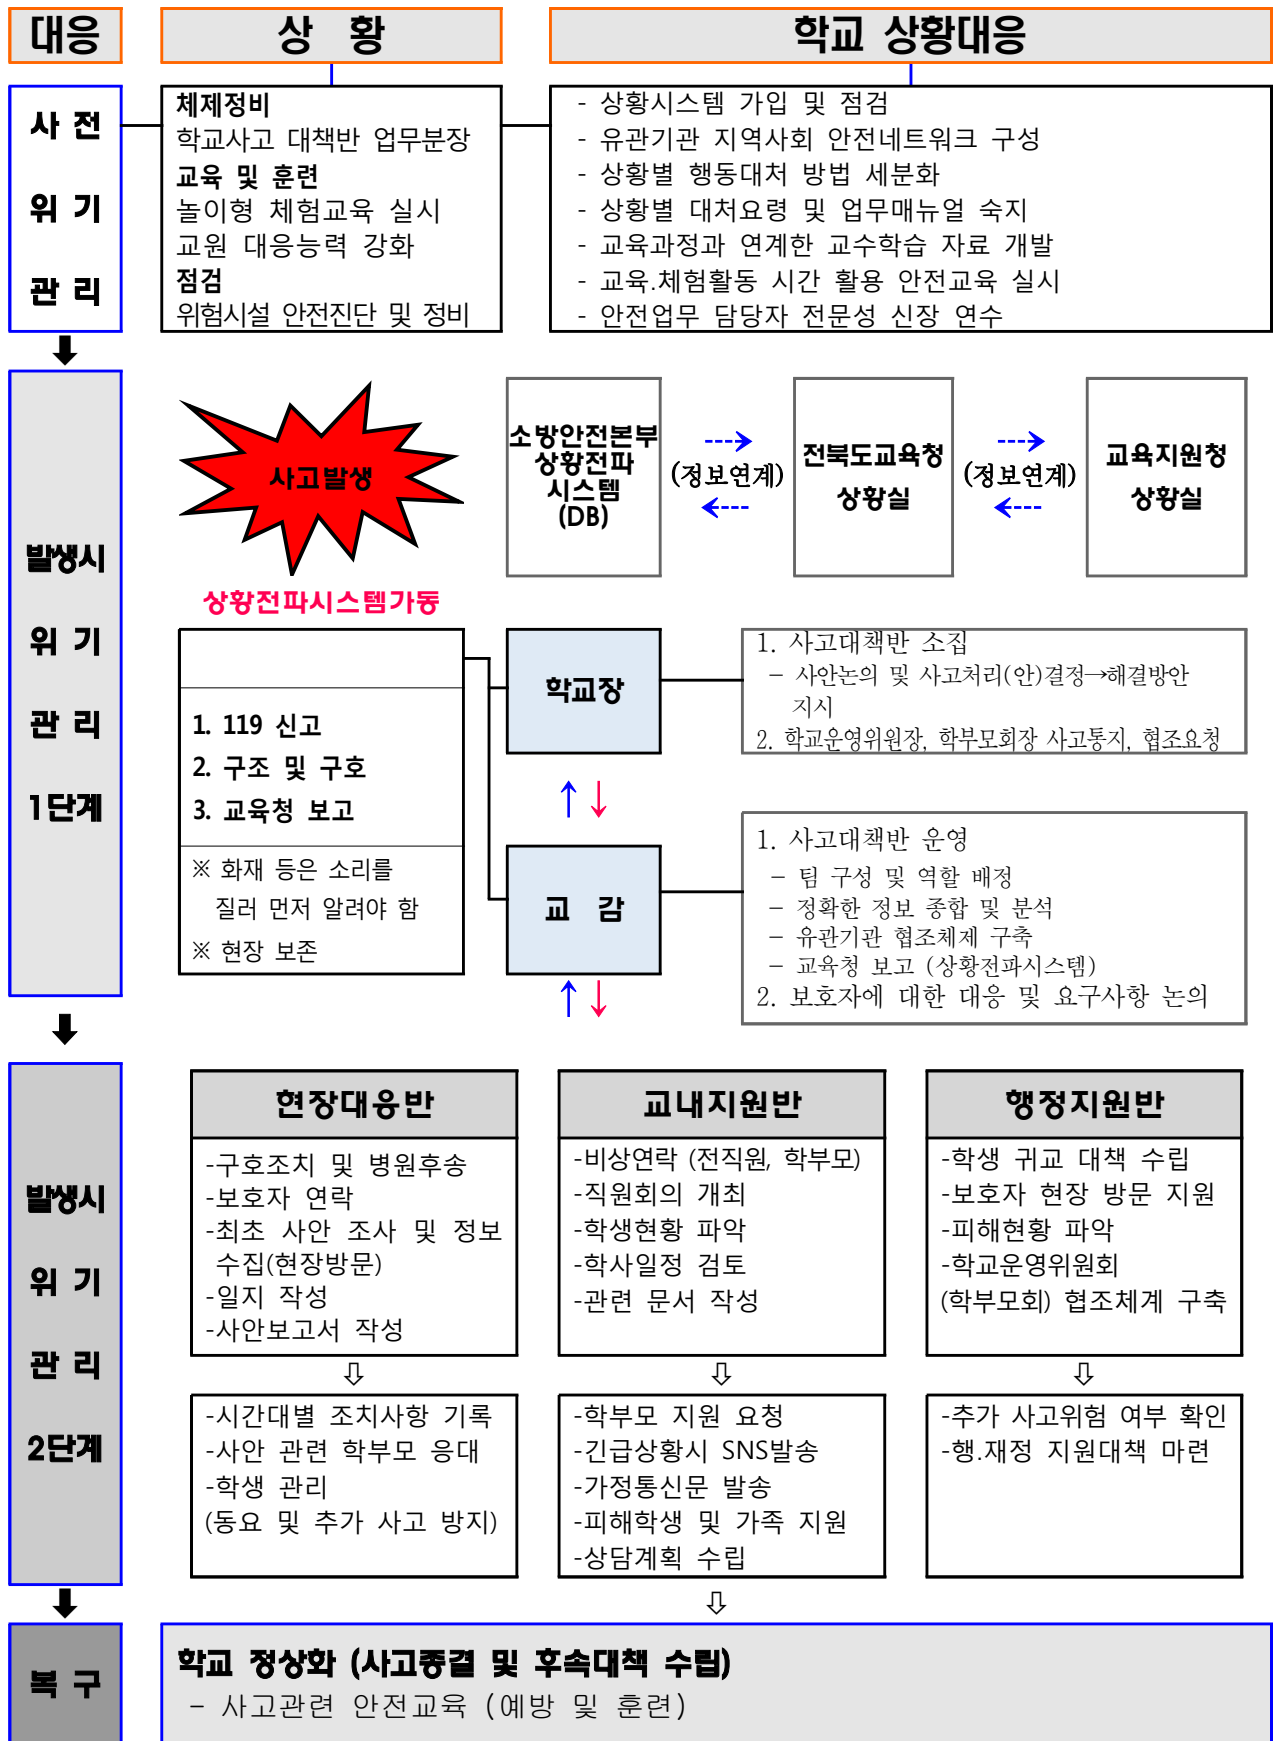 대응
상 황
학교 상황대응
사 전
위 기
관 리
체제정비
학교사고 대책반 업무분장
교육 및 훈련
놀이형 체험교육 실시
교원 대응능력 강화
점검
위험시설 안전진단 및 정비
- 상황시스템 가입 및 점검
- 유관기관 지역사회 안전네트워크 구성
- 상황별 행동대처 방법 세분화
- 상황별 대처요령 및 업무매뉴얼 숙지
- 교육과정과 연계한 교수학습 자료 개발
- 교육.체험활동 시간 활용 안전교육 실시
- 안전업무 담당자 전문성 신장 연수
발생시
위 기
관 리
1단계
사고발생
상황전파시스템가동
소방안전본부
상황전파
시스템
(DB)
(정보연계)
전북도교육청
상황실
(정보연계)
교육지원청
상황실
1. 119 신고
2. 구조 및 구호
3. 교육청 보고
※ 화재 등은 소리를
질러 먼저 알려야 함
※ 현장 보존
학교장
1. 사고대책반 소집
- 사안논의 및 사고처리(안)결정→해결방안
지시
2. 학교운영위원장, 학부모회장 사고통지, 협조요청
교 감
1. 사고대책반 운영
- 팀 구성 및 역할 배정
- 정확한 정보 종합 및 분석
- 유관기관 협조체제 구축
- 교육청 보고 (상황전파시스템)
2. 보호자에 대한 대응 및 요구사항 논의
발생시
위 기
관 리
2단계
현장대응반
-구호조치 및 병원후송
-보호자 연락
-최초 사안 조사 및 정보
수집(현장방문)
-일지 작성
-사안보고서 작성
-시간대별 조치사항 기록
-사안 관련 학부모 응대
-학생 관리
(동요 및 추가 사고 방지)
교내지원반
-비상연락 (전직원, 학부모)
-직원회의 개최
-학생현황 파악
-학사일정 검토
-관련 문서 작성
-학부모 지원 요청
-긴급상황시 SNS발송
-가정통신문 발송
-피해학생 및 가족 지원
-상담계획 수립
행정지원반
-학생 귀교 대책 수립
-보호자 현장 방문 지원
-피해현황 파악
-학교운영위원회
(학부모회) 협조체계 구축
-추가 사고위험 여부 확인
-행.재정 지원대책 마련
복 구
학교 정상화 (사고종결 및 후속대책 수립)
- 사고관련 안전교육 (예방 및 훈련)